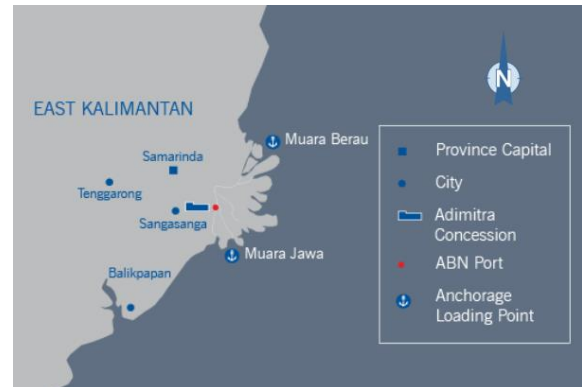 N
EAST KALIMANTAN
Muara Berau
Samarinda
Tenggarong
Sangasanga
Muara Jawa
Balikpapan
Province Capital
City
Adimitra
Concession
ABN Port
Anchorage
Loading Point